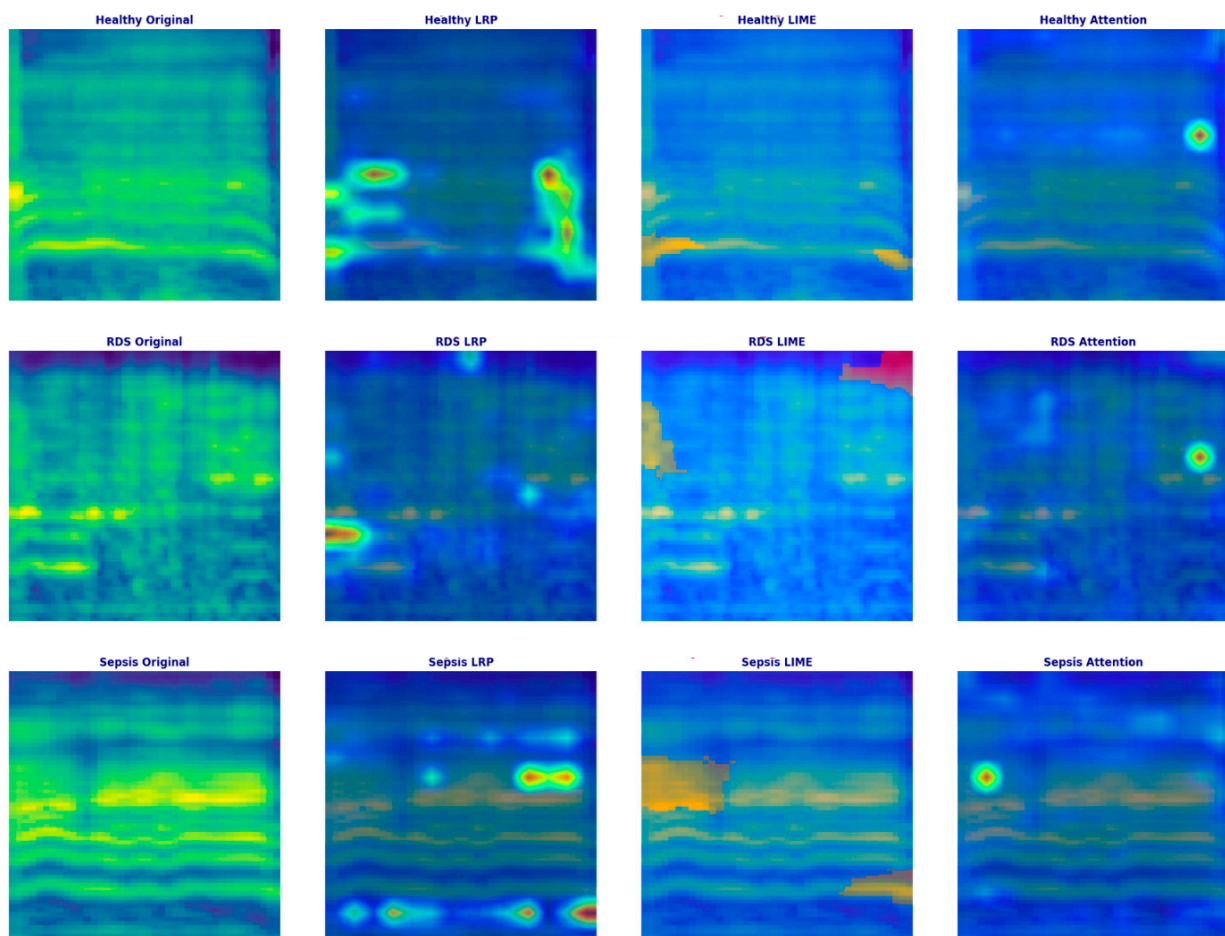 Healthy Original
Healthy LRP
Healthy LIME
Healthy Attention
RDS Original
RDS LRP
RDS LIME
RDS Attention
Sepsis Original
Sepsis LRP
Sepsis LIME
Sepsis Attention